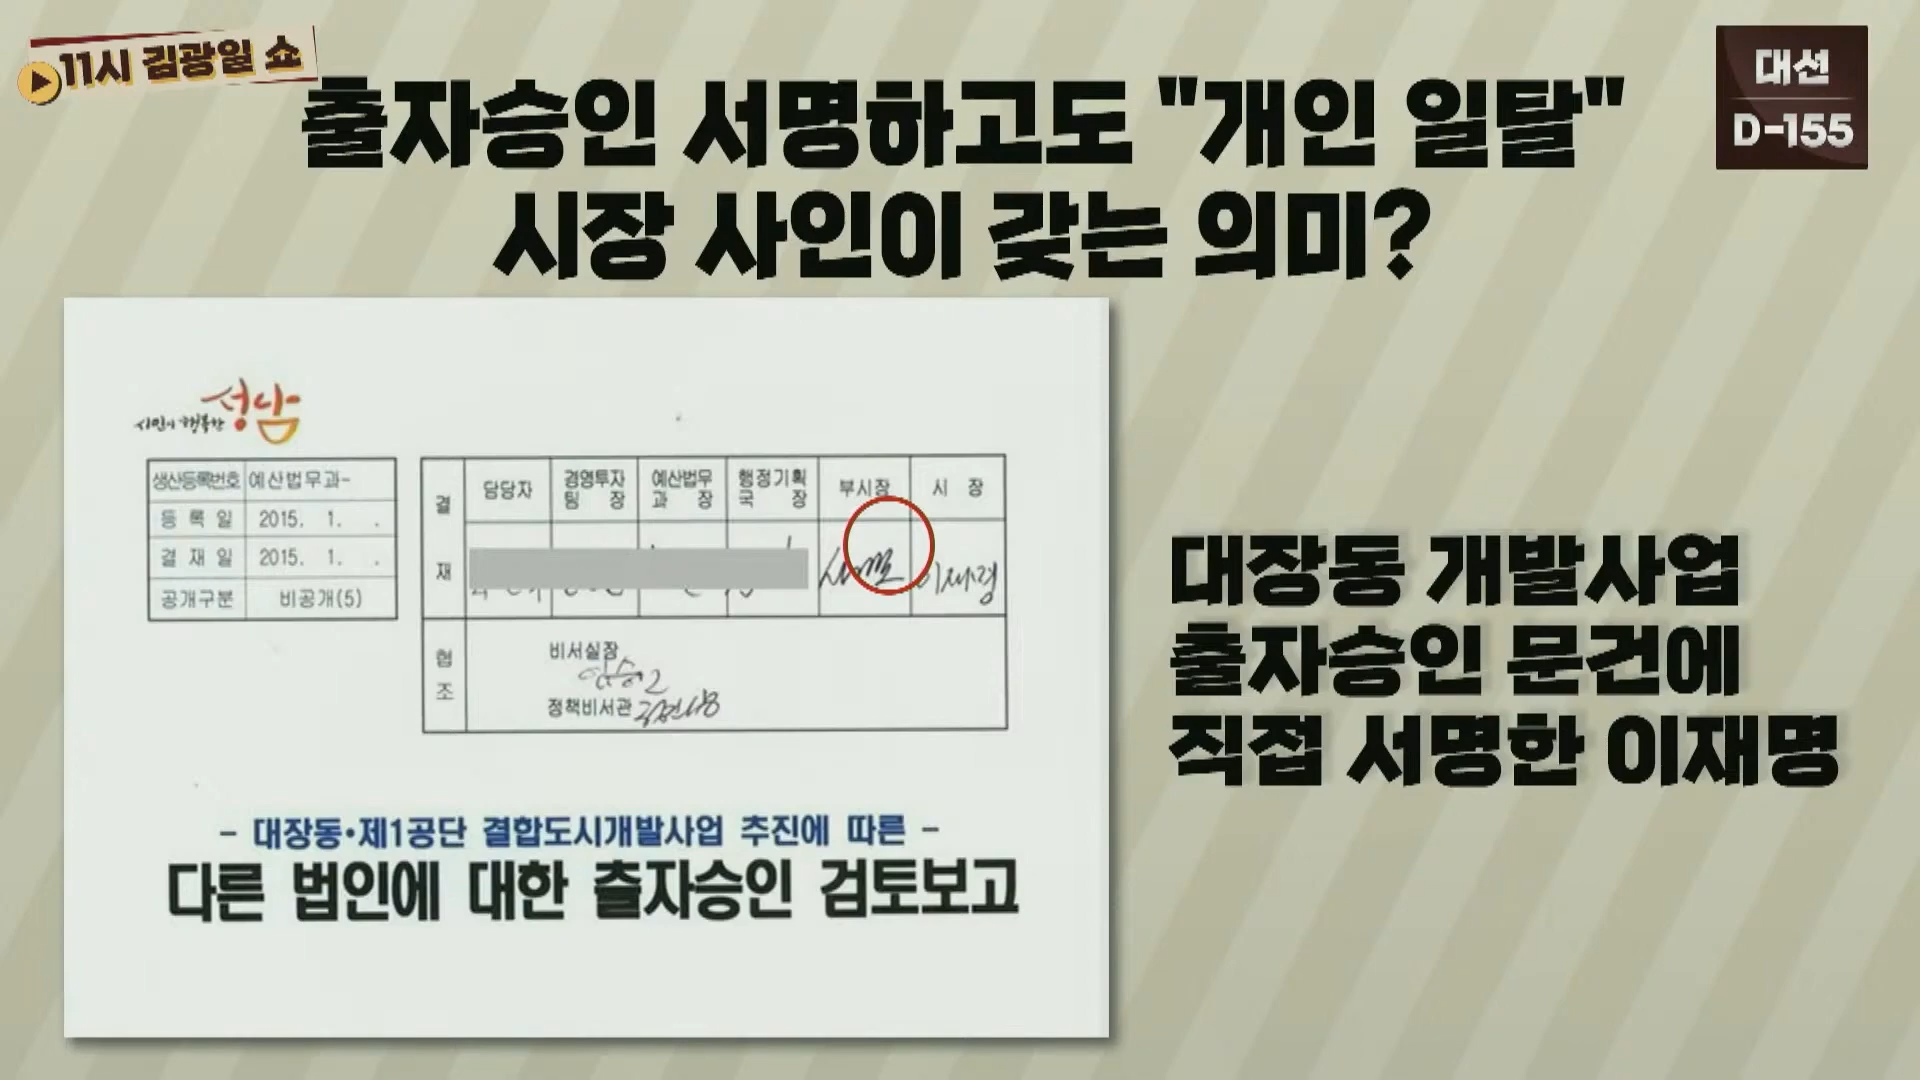 11시 김광일 쇼
대선
D-155
출자승인 서명하고도 "개인 일탈"
시장 사인이 갖는 의미?
시민이 행복한 성남
생산등록번호 예산법무과-
등 록 일 2015. 1. .
결 재 일 2015. 1. .
공개구분 비공개(5)
결 재
담당자
경영투자
팀 장
예산법무
과 장
행정기획
국 장
부시장
시 장
이재명
협 조
비서실장
정책비서관
- 대장동·제1공단 결합도시개발사업 추진에 따른 -
다른 법인에 대한 출자승인 검토보고
대장동 개발사업
출자승인 문건에
직접 서명한 이재명